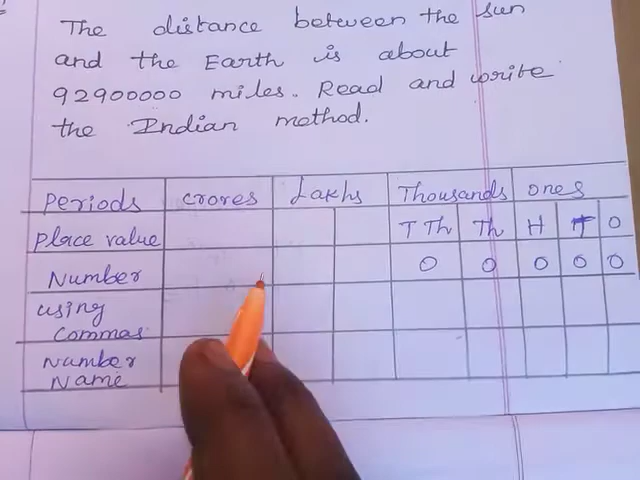 The distance between the sun
and the Earth is about
92900000 miles. Read and write
the Indian method.
Periods crores Lakhs Thousands ones
place value T Th Th H T O
Number 0 0 0 0 0
using
Commas
Number
Name